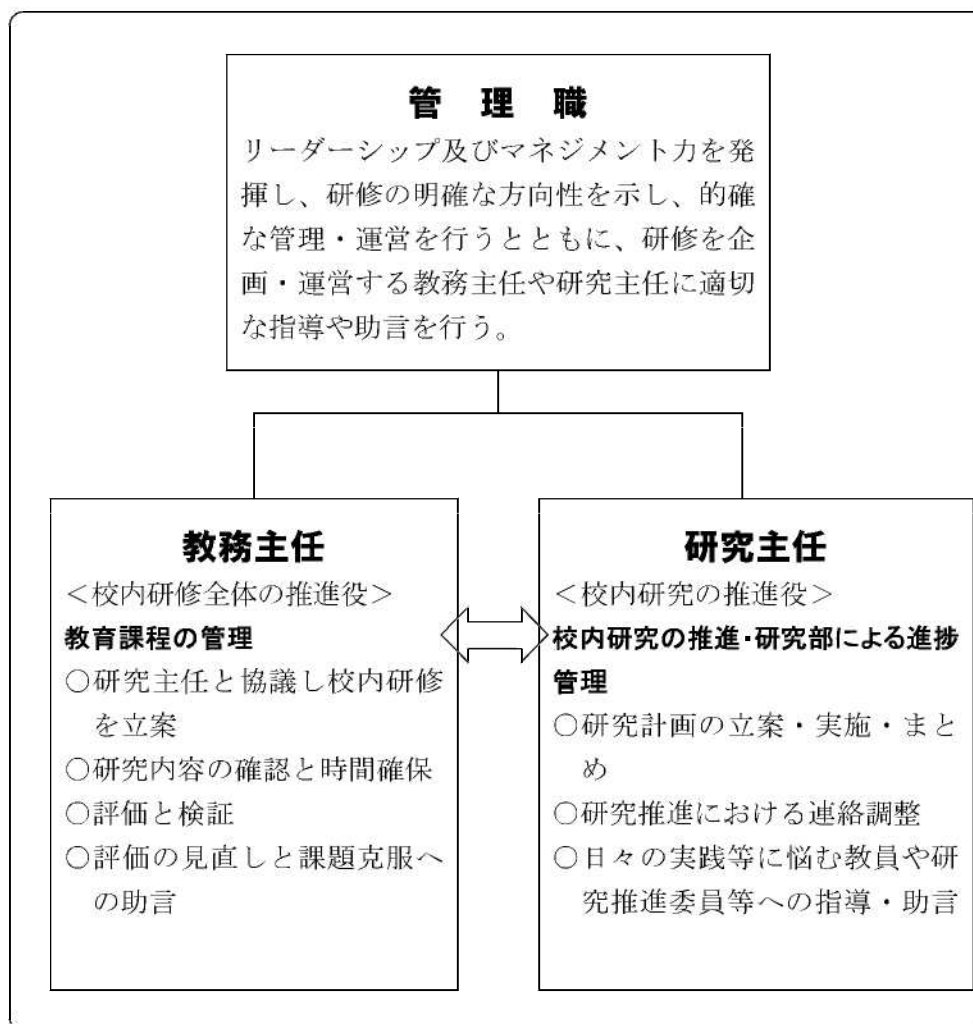 管 理 職
リーダーシップ及びマネジメント力を発
揮し、研修の明確な方向性を示し、的確
な管理・運営を行うとともに、研修を企
画・運営する教務主任や研究主任に適切
な指導や助言を行う。
教務主任
＜校内研修全体の推進役＞
教育課程の管理
○研究主任と協議し校内研修
を立案
○研究内容の確認と時間確保
○評価と検証
○評価の見直しと課題克服へ
の助言
研究主任
＜校内研究の推進役＞
校内研究の推進・研究部による進捗
管理
○研究計画の立案・実施・まと
め
○研究推進における連絡調整
○日々の実践等に悩む教員や研
究推進委員等への指導・助言